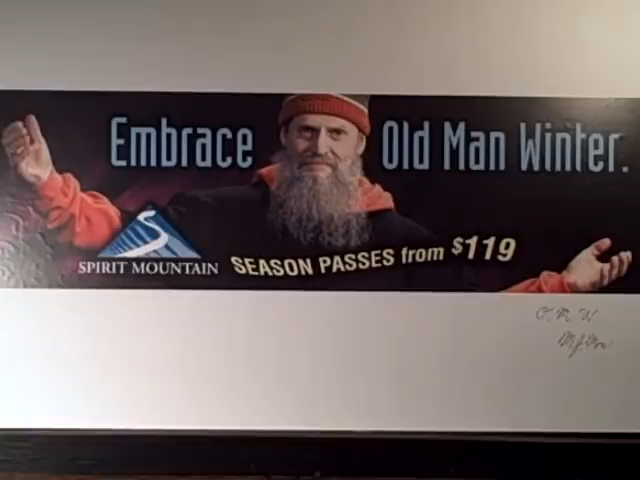 Embrace Old Man Winter.
SPIRIT MOUNTAIN
SEASON PASSES from $119
O.M.W